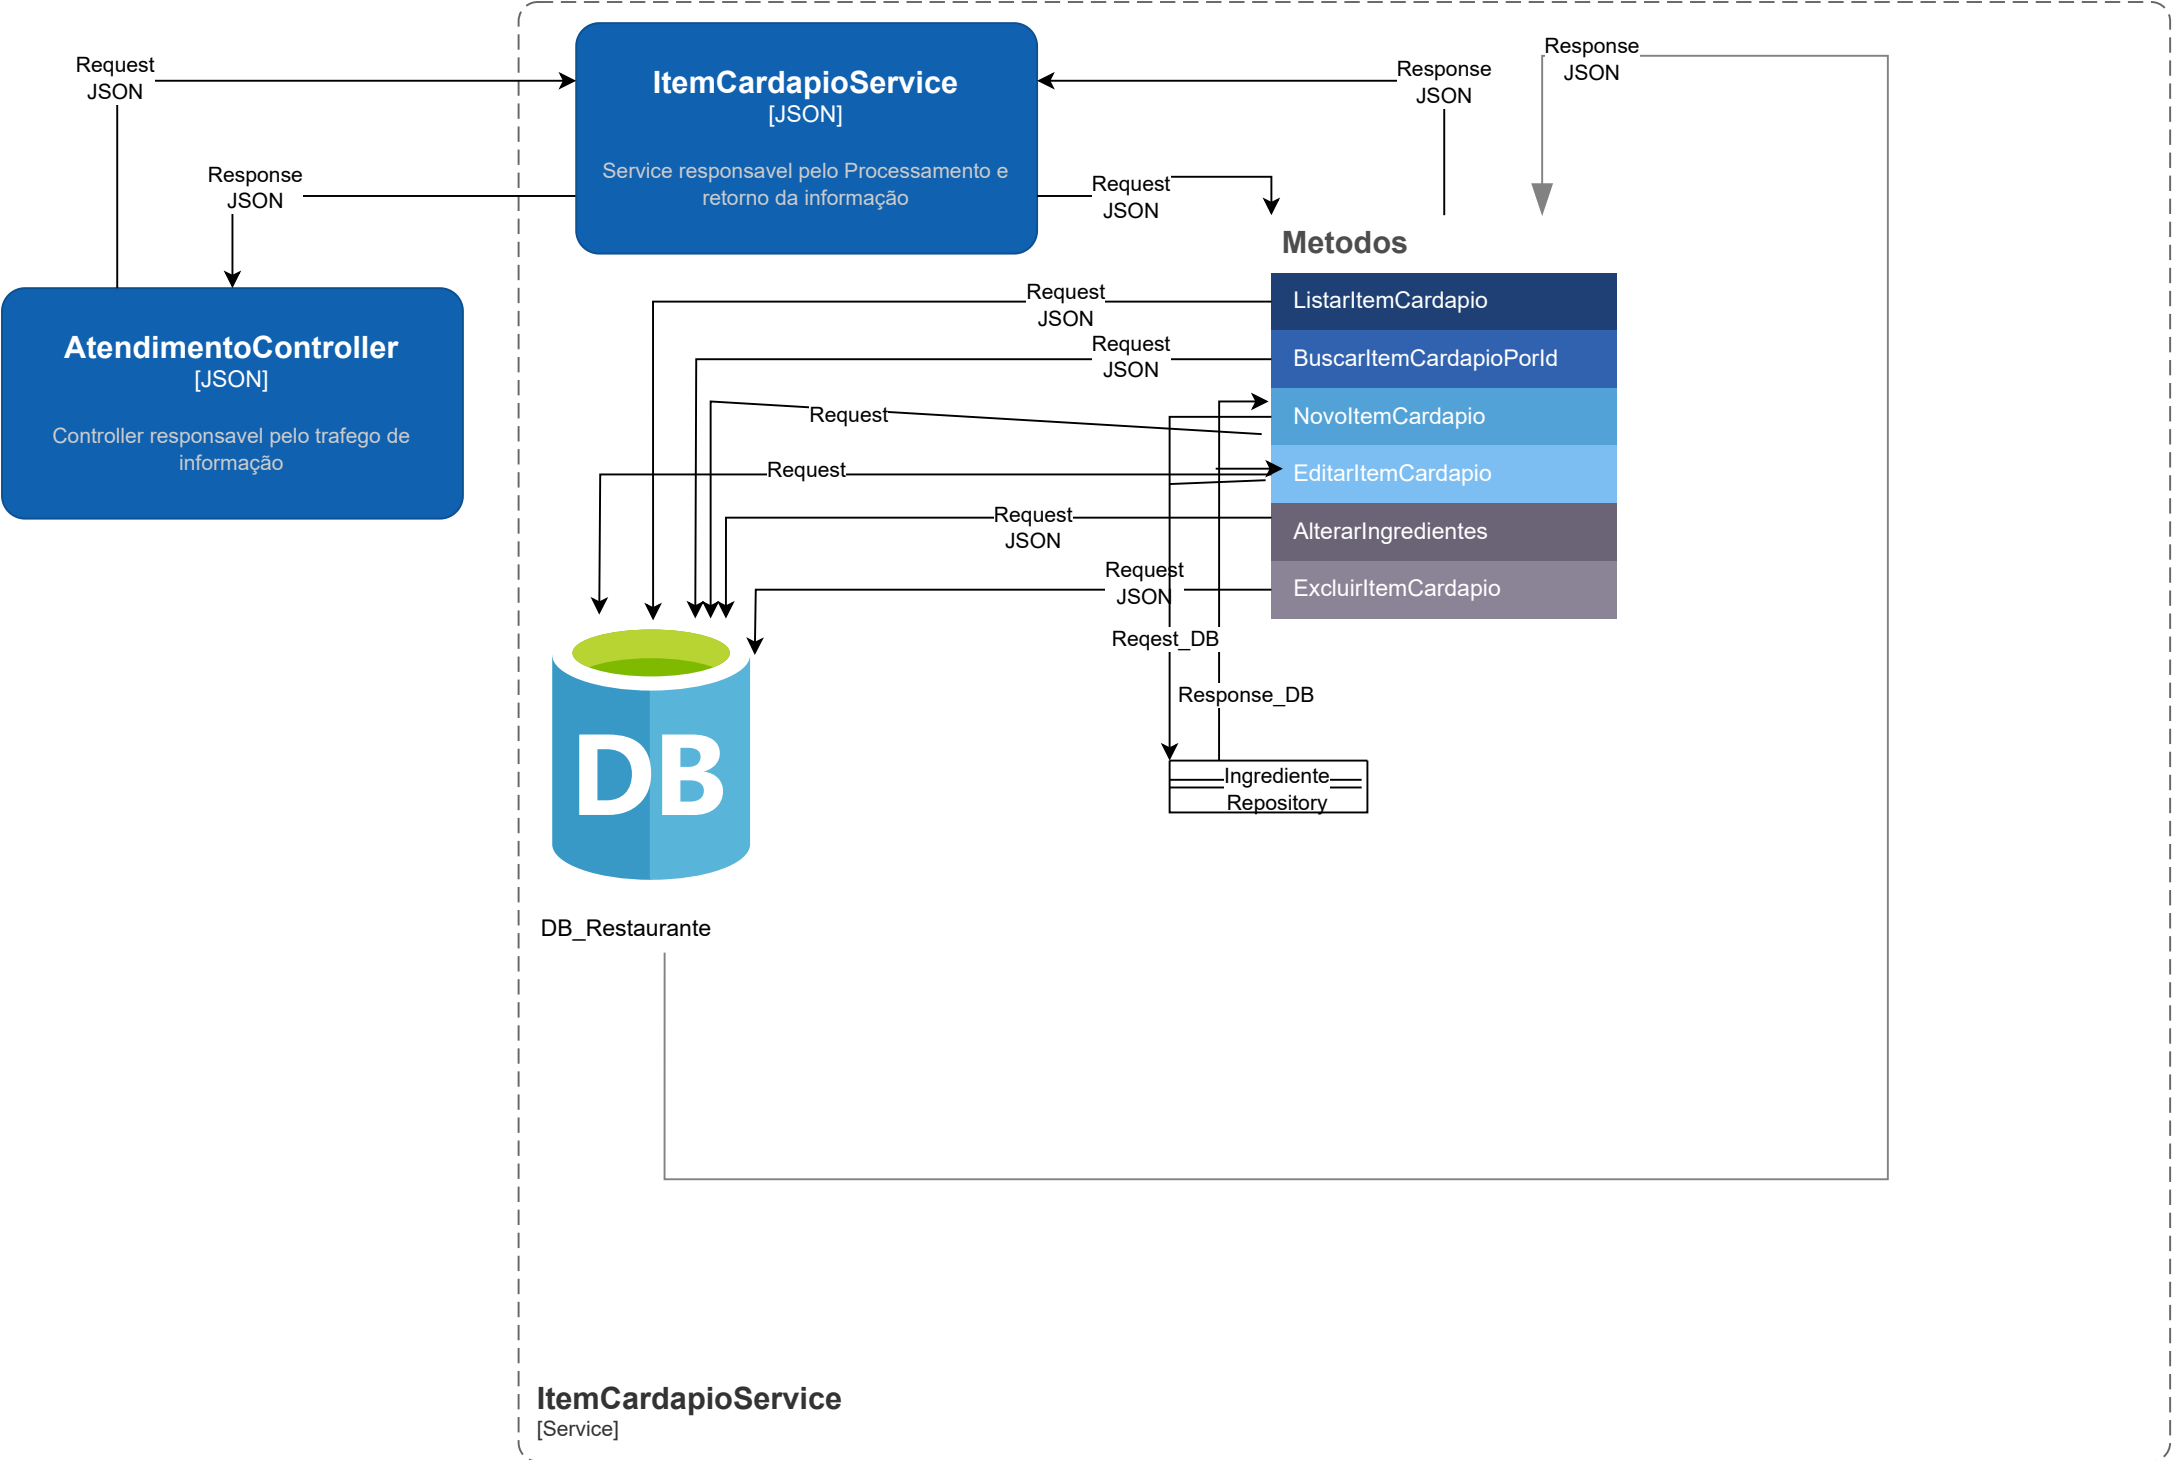 Request
JSON
Response
JSON
AtendimentoController
[JSON]
Controller responsavel pelo trafego de
informação
ItemCardapioService
[JSON]
Service responsavel pelo Processamento e
retorno da informação
Request
JSON
Response
JSON
Response
JSON
Metodos
ListarItemCardapio
BuscarItemCardapioPorId
NovoItemCardapio
EditarItemCardapio
AlterarIngredientes
ExcluirItemCardapio
Request
JSON
Request
JSON
Request
Request
Request
JSON
Request
JSON
Reqest_DB
Response_DB
Ingrediente
Repository
DB
DB_Restaurante
ItemCardapioService
[Service]